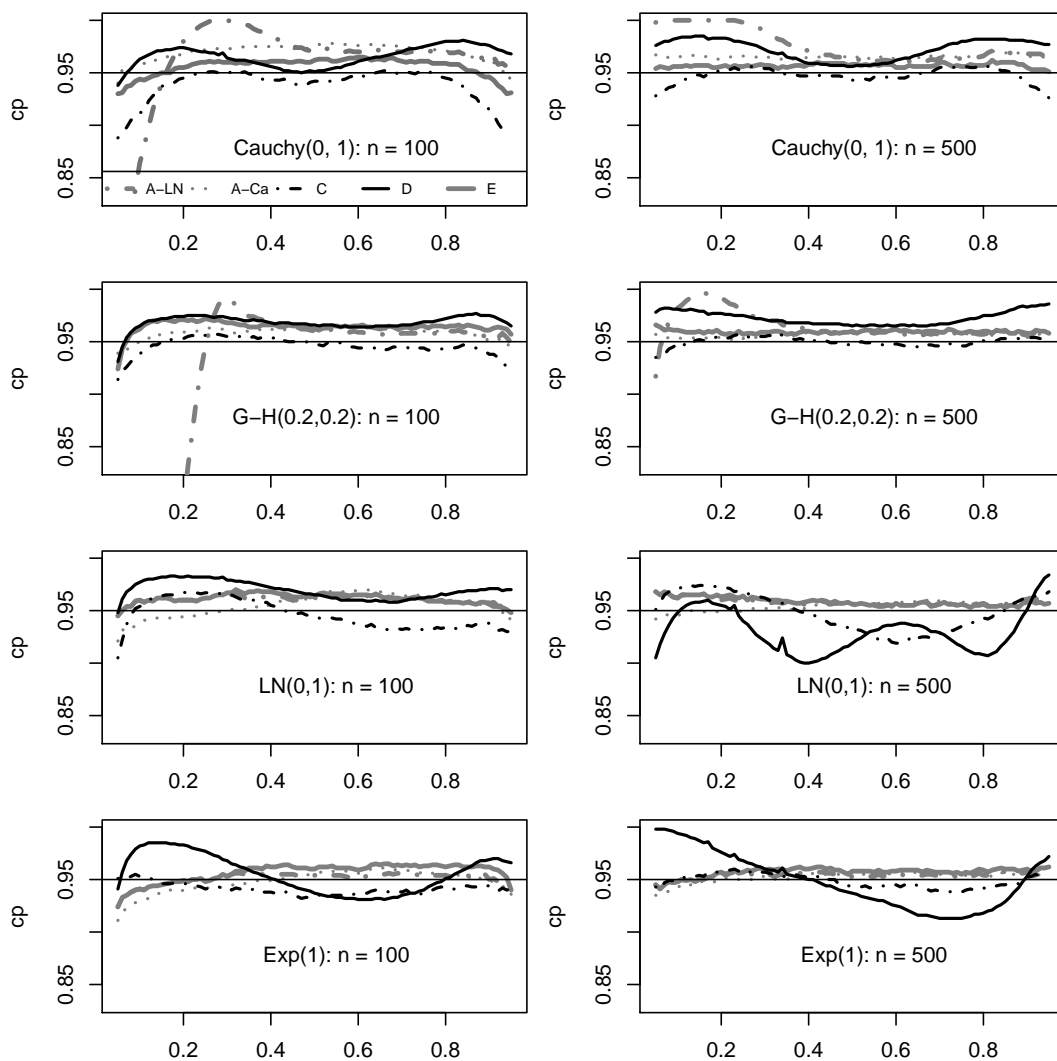 cp
0.95
0.85
Cauchy(0, 1): n = 100
A−LN A−Ca C D E
0.2 0.4 0.6 0.8
cp
0.95
0.85
Cauchy(0, 1): n = 500
0.2 0.4 0.6 0.8
cp
0.95
0.85
G−H(0.2,0.2): n = 100
0.2 0.4 0.6 0.8
cp
0.95
0.85
G−H(0.2,0.2): n = 500
0.2 0.4 0.6 0.8
cp
0.95
0.85
LN(0,1): n = 100
0.2 0.4 0.6 0.8
cp
0.95
0.85
LN(0,1): n = 500
0.2 0.4 0.6 0.8
cp
0.95
0.85
Exp(1): n = 100
0.2 0.4 0.6 0.8
cp
0.95
0.85
Exp(1): n = 500
0.2 0.4 0.6 0.8